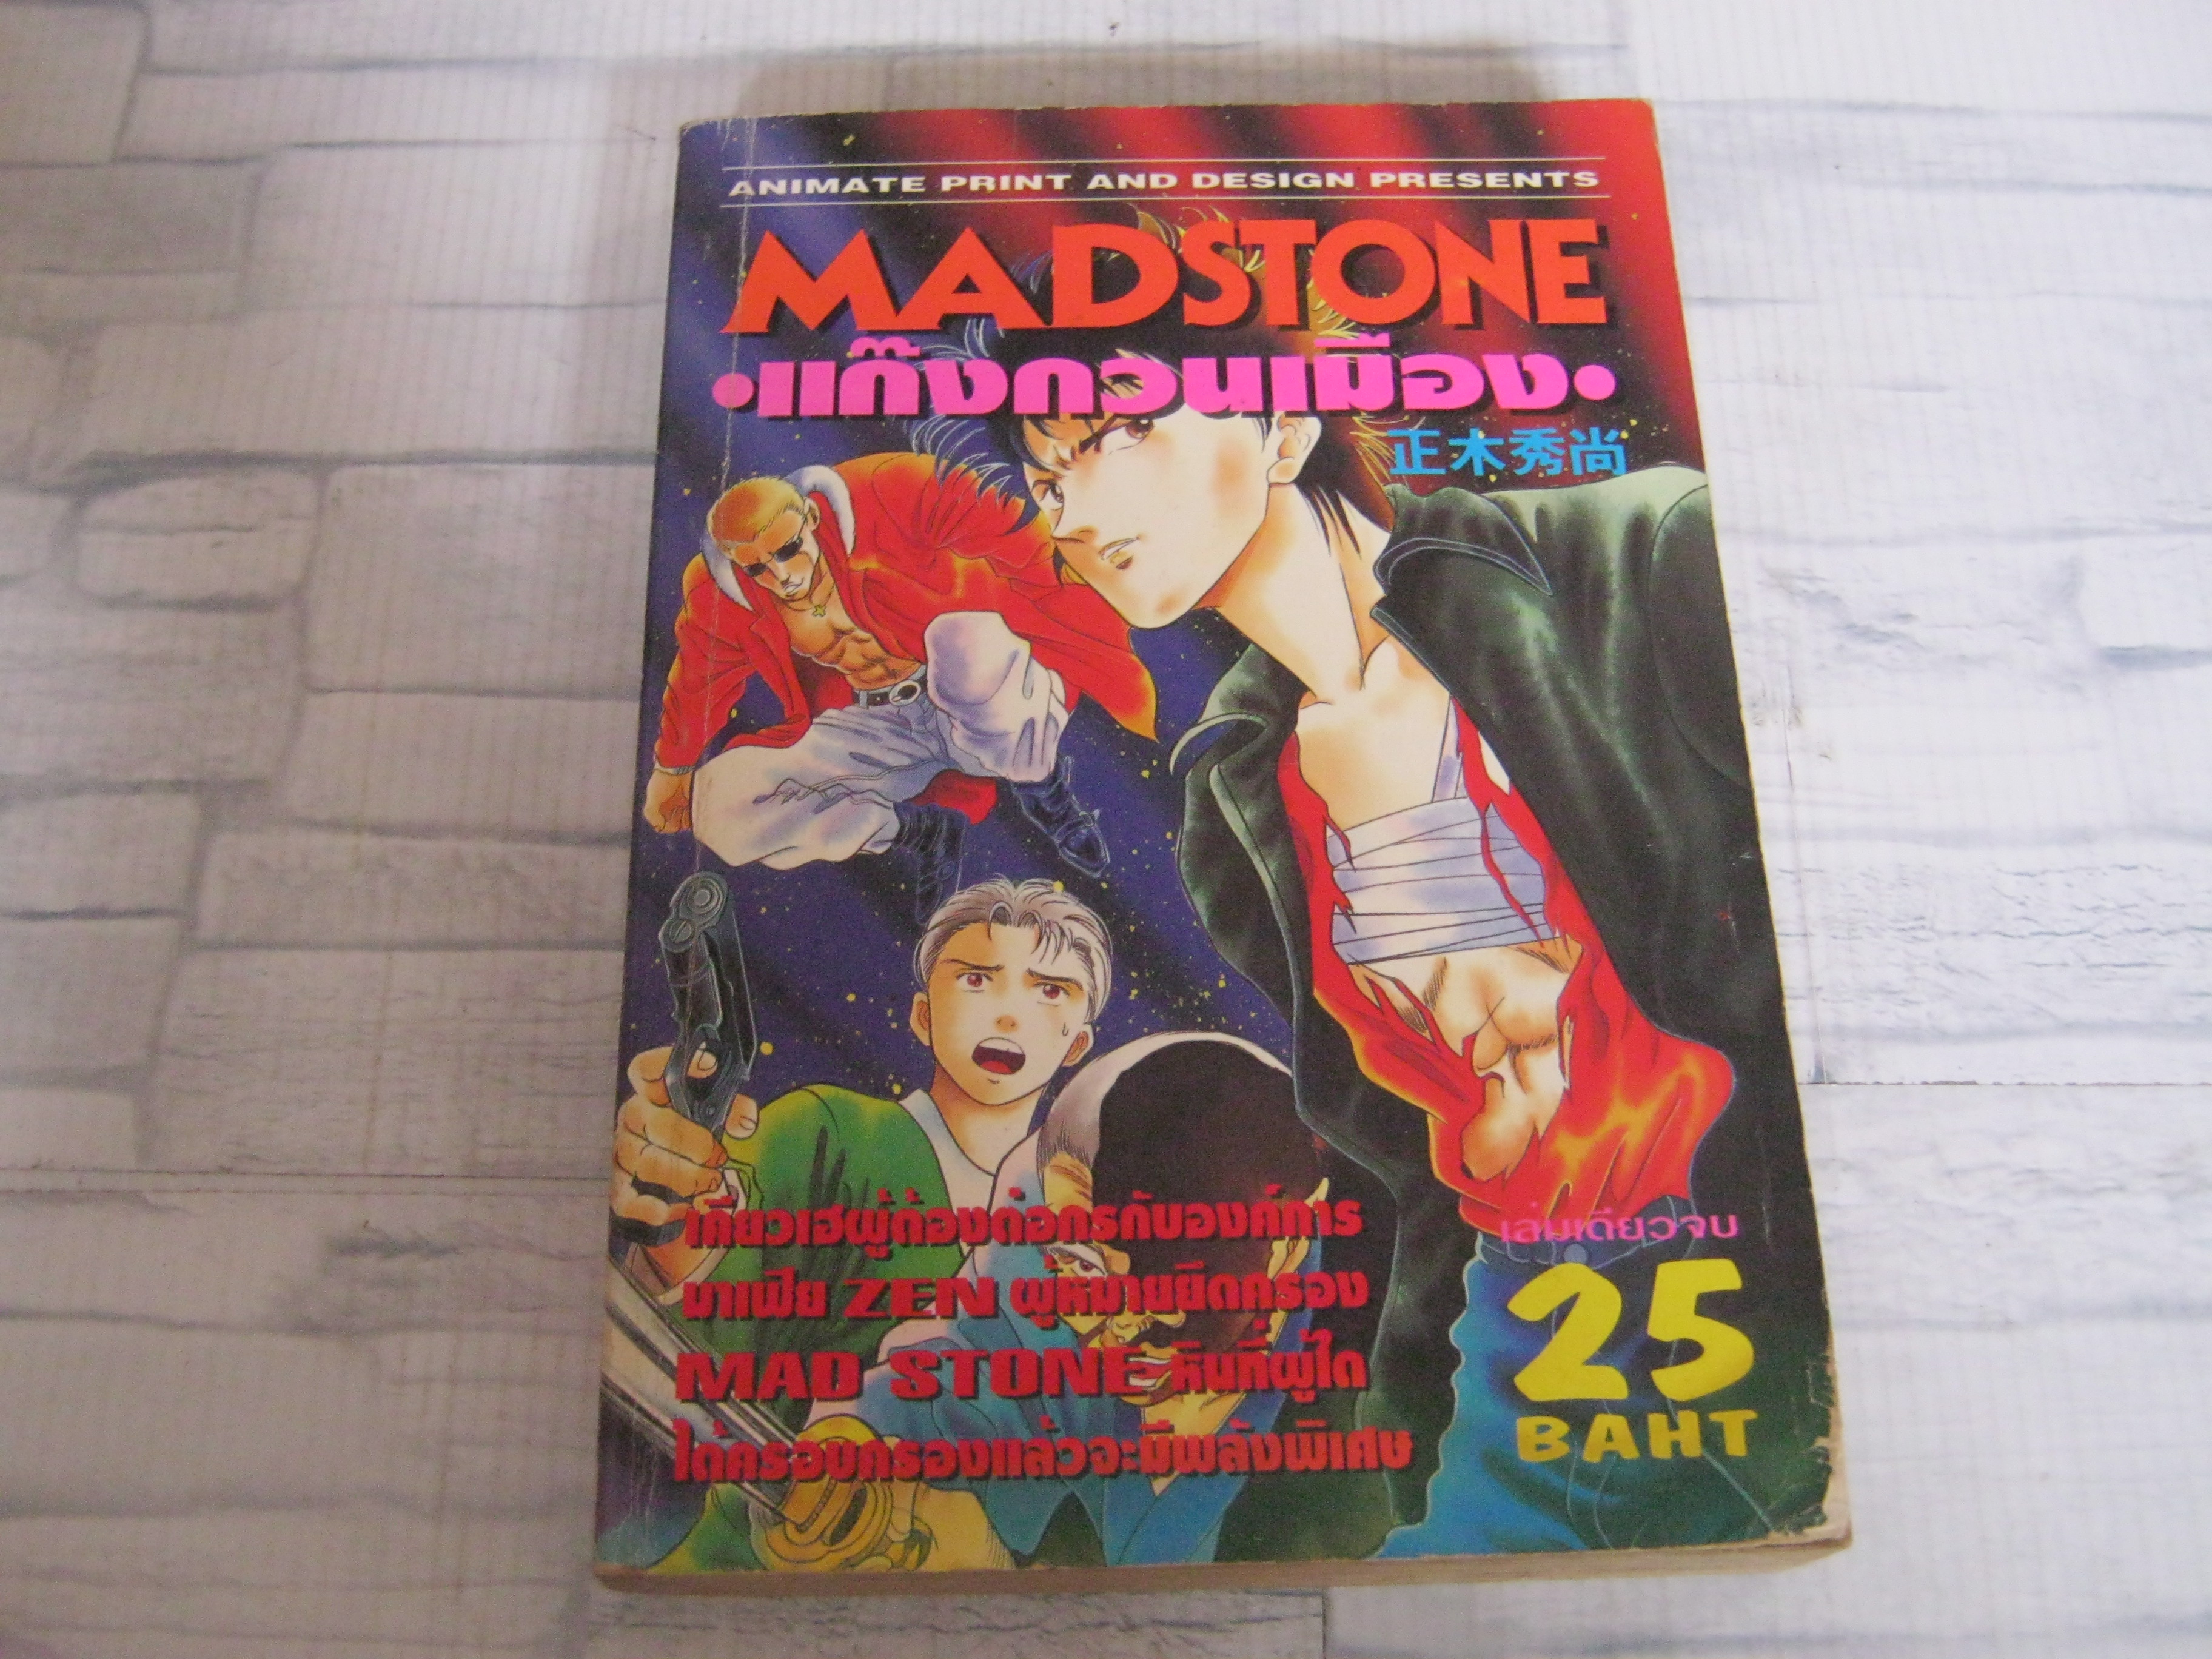 ANIMATE PRINT AND DESIGN PRESENTS
MADSTONE
•แก๊งกวนเมือง•
正木秀尚
เคียวเฮผู้ต้องต่อกรกับองค์การ
มาเฟีย ZEN ผู้หมายยึดครอง
MAD STONE หินที่ผู้ใด
ได้ครอบครองแล้วจะมีพลังพิเศษ
เล่มเดียวจบ
25
BAHT